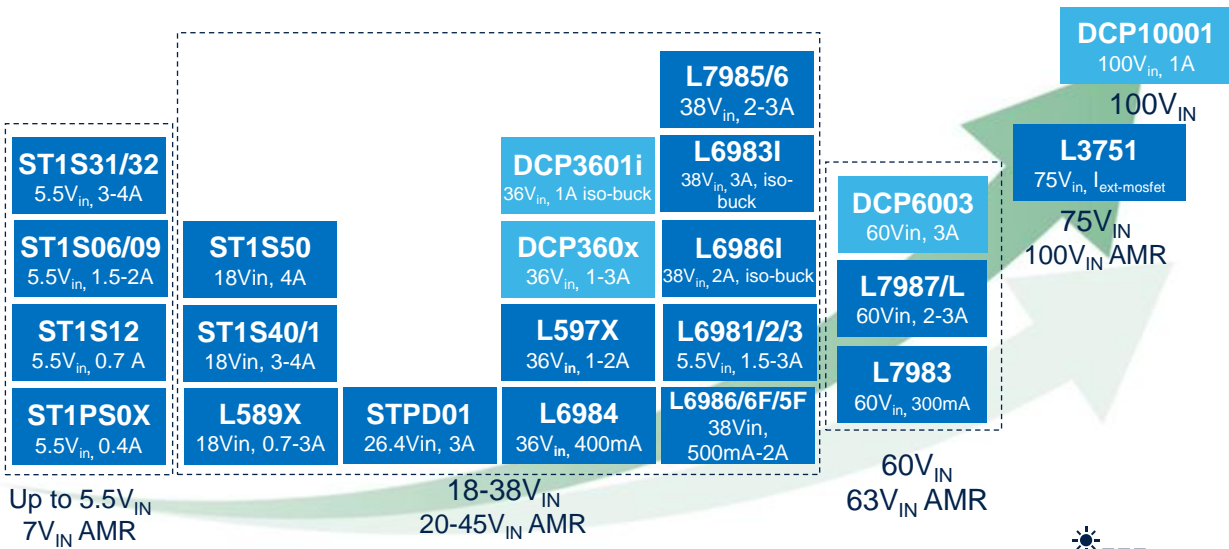 DCP10001
100Vin, 1A
100VIN
L3751
75Vin, Iext-mosfet
75VIN
100VIN AMR
ST1S31/32
5.5Vin, 3-4A
ST1S06/09
5.5Vin, 1.5-2A
ST1S12
5.5Vin, 0.7 A
ST1PS0X
5.5Vin, 0.4A
Up to 5.5VIN
7VIN AMR
ST1S50
18Vin, 4A
ST1S40/1
18Vin, 3-4A
L589X
18Vin, 0.7-3A
STPD01
26.4Vin, 3A
DCP3601i
36Vin, 1A iso-buck
DCP360x
36Vin, 1-3A
L597X
36Vin, 1-2A
L6984
36Vin, 400mA
L7985/6
38Vin, 2-3A
L6983I
38Vin, 3A, iso-
buck
L6986I
38Vin, 2A, iso-buck
L6981/2/3
5.5Vin, 1.5-3A
L6986/6F/5F
38Vin,
500mA-2A
18-38VIN
20-45VIN AMR
DCP6003
60Vin, 3A
L7987/L
60Vin, 2-3A
L7983
60Vin, 300mA
60VIN
63VIN AMR